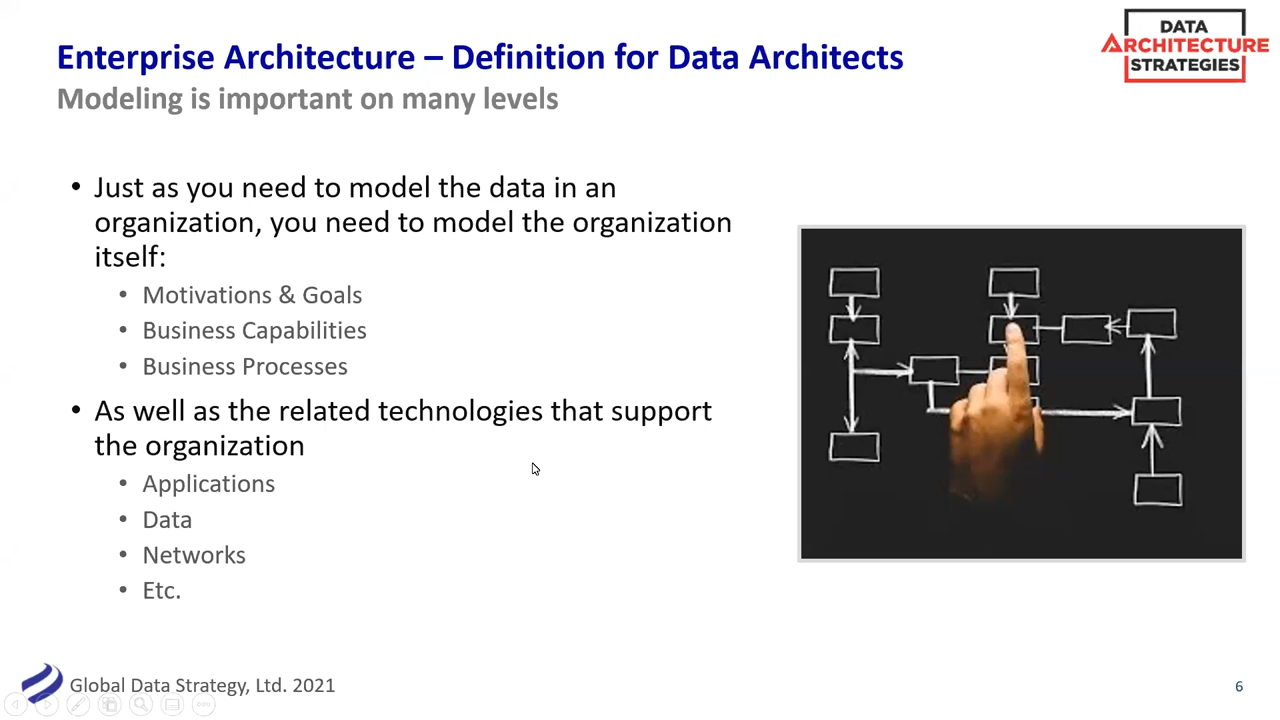 Enterprise Architecture – Definition for Data Architects
Modeling is important on many levels
DATA
ARCHITECTURE
STRATEGIES
• Just as you need to model the data in an
organization, you need to model the organization
itself:
• Motivations & Goals
• Business Capabilities
• Business Processes
• As well as the related technologies that support
the organization
• Applications
• Data
• Networks
• Etc.
Global Data Strategy, Ltd. 2021
6